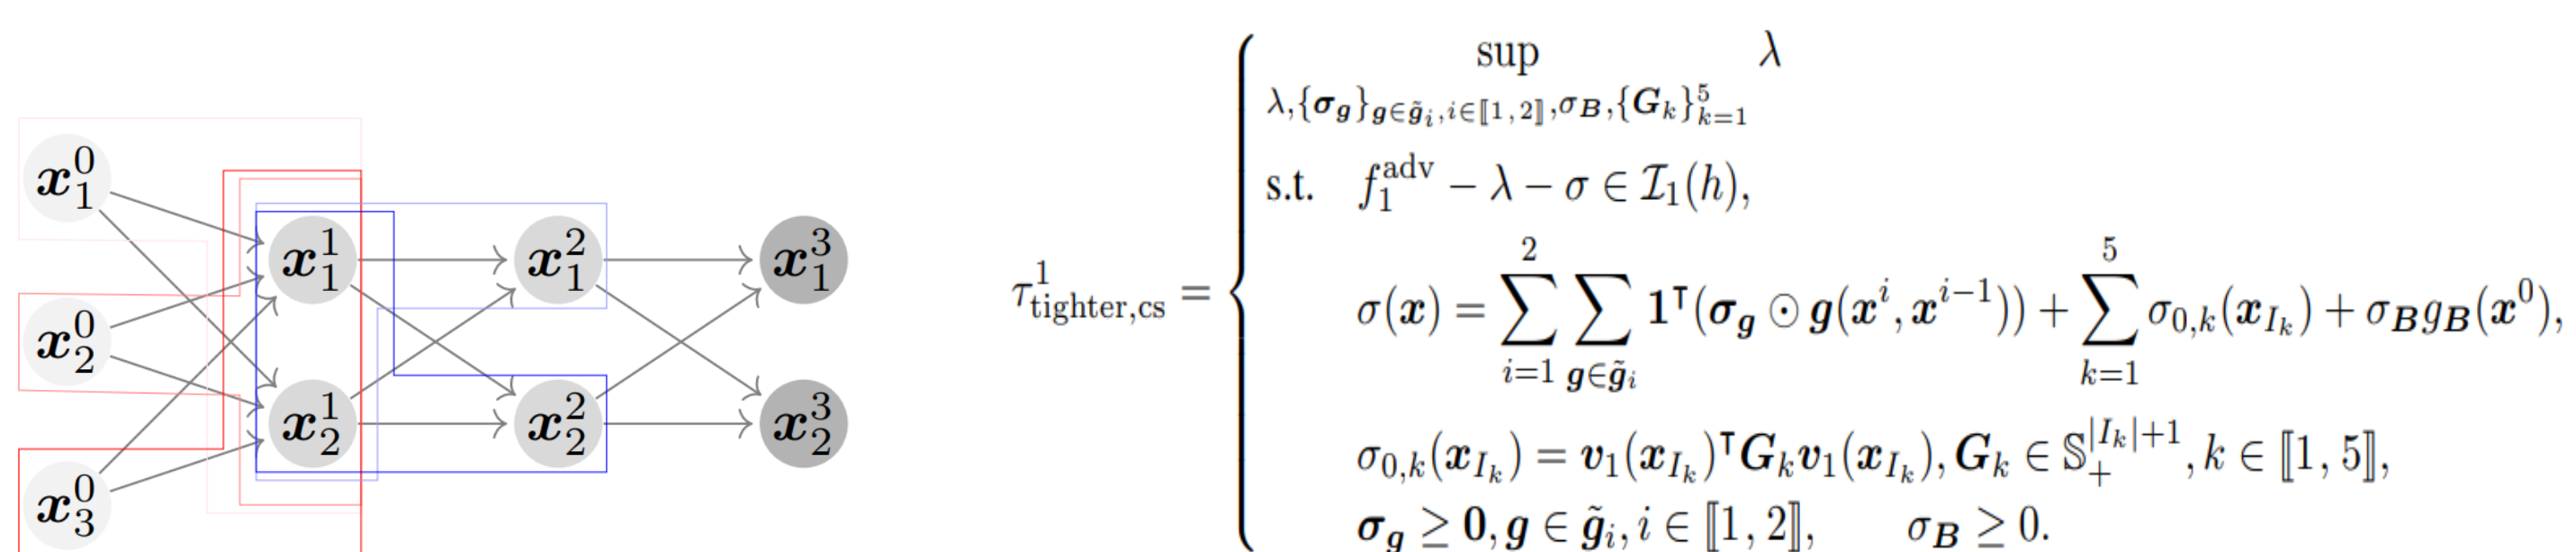 x_1^0
x_2^0
x_3^0
x_1^1
x_2^1
x_1^2
x_2^2
x_1^3
x_2^3
τ^1_{tighter,cs} =
sup λ
λ,{σ_g}_{g∈g̃_i,i∈⟦1,2⟧},σ_B,{G_k}_{k=1}^5
s.t. f_1^{adv} − λ − σ ∈ I_1(h),
σ(x) = ∑_{i=1}^2 ∑_{g∈g̃_i} 1^⊺(σ_g ⊙ g(x^i, x^{i−1})) + ∑_{k=1}^5 σ_{0,k}(x_{I_k}) + σ_B g_B(x^0),
σ_{0,k}(x_{I_k}) = v_1(x_{I_k})^⊺ G_k v_1(x_{I_k}), G_k ∈ 𝕊_+^{|I_k|+1}, k ∈ ⟦1, 5⟧,
σ_g ≥ 0, g ∈ g̃_i, i ∈ ⟦1, 2⟧, σ_B ≥ 0.